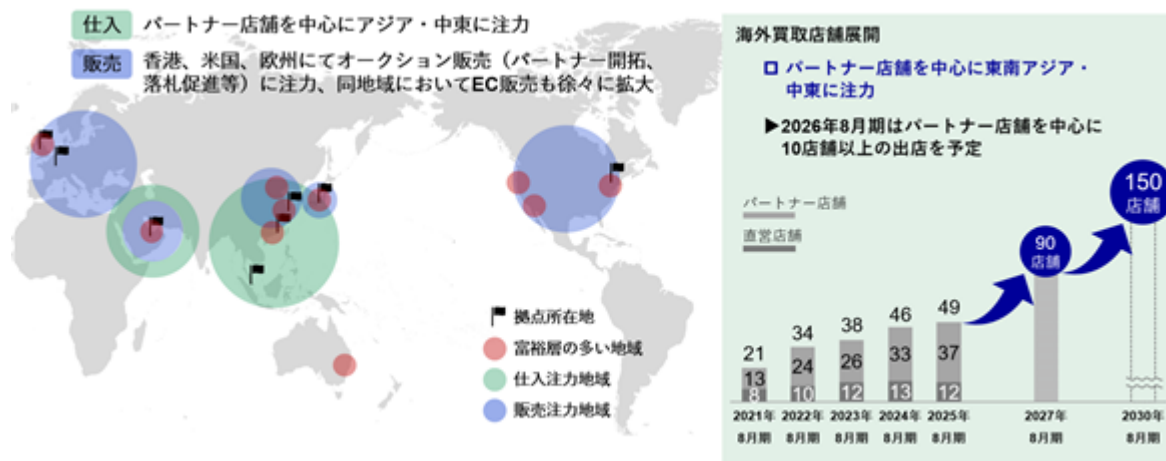 仕入 パートナー店舗を中心にアジア・中東に注力
販売 香港、米国、欧州にてオークション販売（パートナー開拓、
落札促進等）に注力、同地域においてEC販売も徐々に拡大
拠点所在地
富裕層の多い地域
仕入注力地域
販売注力地域
海外買取店舗展開
パートナー店舗を中心に東南アジア・
中東に注力
▶2026年8月期はパートナー店舗を中心に
10店舗以上の出店を予定
パートナー店舗
直営店舗
150
店舗
90
店舗
21 34 38 46 49
13 24 26 33 37
8 10 12 13 12
2021年 2022年 2023年 2024年 2025年 2027年 2030年
8月期 8月期 8月期 8月期 8月期 8月期 8月期